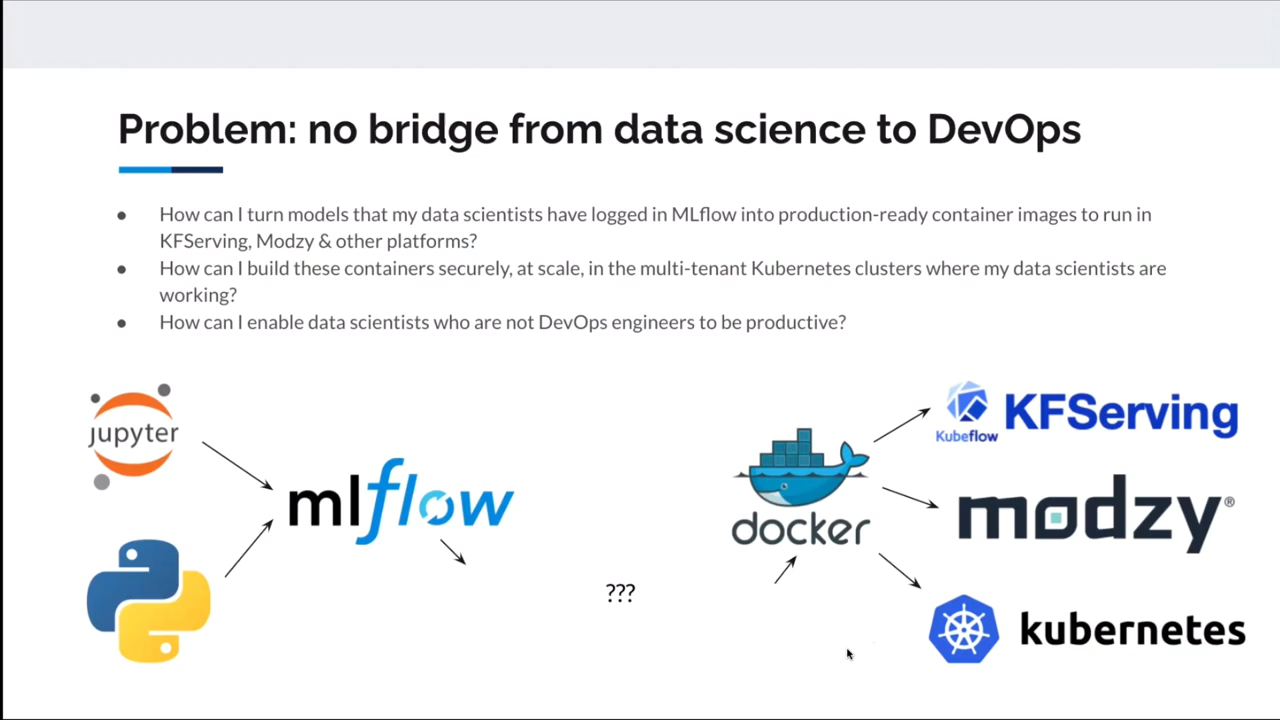 Problem: no bridge from data science to DevOps
● How can I turn models that my data scientists have logged in MLflow into production-ready container images to run in
KFServing, Modzy & other platforms?
● How can I build these containers securely, at scale, in the multi-tenant Kubernetes clusters where my data scientists are
working?
● How can I enable data scientists who are not DevOps engineers to be productive?
jupyter
mlflow
???
docker
Kubeflow
KFServing
modzy®
kubernetes